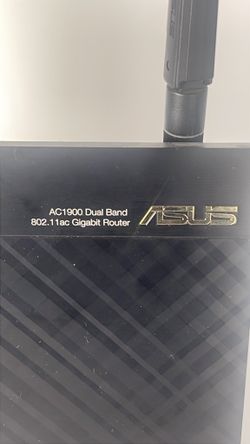 AC1900 Dual Band
802.11ac Gigabit Router
ASUS